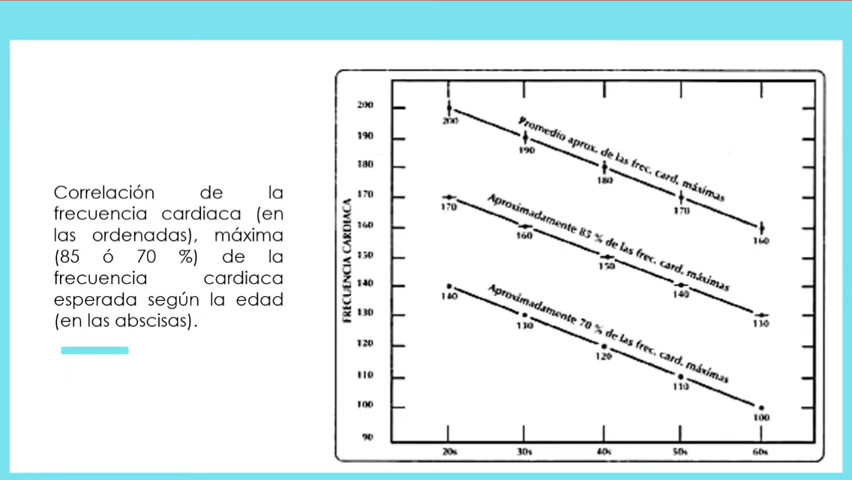 Correlación de la
frecuencia cardiaca (en
las ordenadas), máxima
(85 ó 70 %) de la
frecuencia cardiaca
esperada según la edad
(en las abscisas).
FRECUENCIA CARDIACA
200
190
180
170
160
150
140
130
120
110
100
90
Promedio aprox. de las frec. card, máximas
200
190
180
170
160
Aproximadamente 85 % de las frec. card, máximas
170
160
150
140
130
Aproximadamente 70 % de las frec. card, máximas
140
130
120
110
100
20s 30s 40s 50s 60s